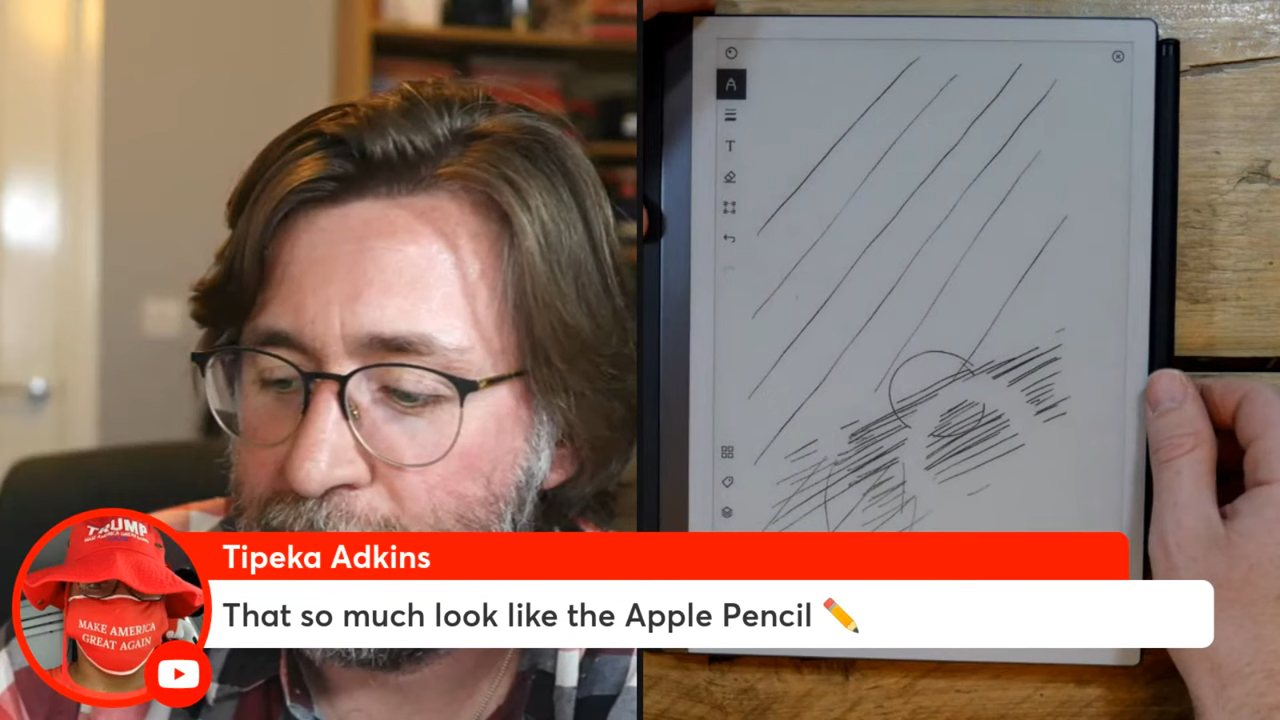 T
Tipeka Adkins
That so much look like the Apple Pencil ✏️
TRUMP
MAKE AMERICA
GREAT AGAIN